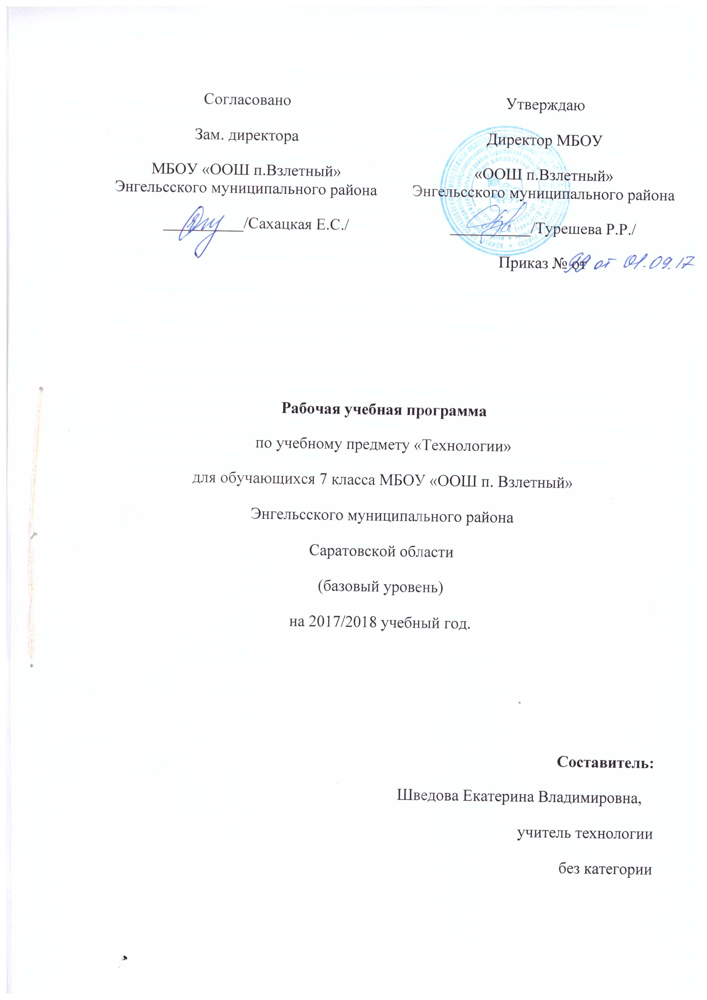 Согласовано
Зам. директора
МБОУ «ООШ п.Взлетный»
Энгельсского муниципального района
/Сахацкая Е.С./
Утверждаю
Директор МБОУ
«ООШ п.Взлетный»
Энгельсского муниципального района
/Турешева Р.Р./
Приказ № от 99 от 01.09.17
Рабочая учебная программа
по учебному предмету «Технологии»
для обучающихся 7 класса МБОУ «ООШ п. Взлетный»
Энгельсского муниципального района
Саратовской области
(базовый уровень)
на 2017/2018 учебный год.
Составитель:
Шведова Екатерина Владимировна,
учитель технологии
без категории